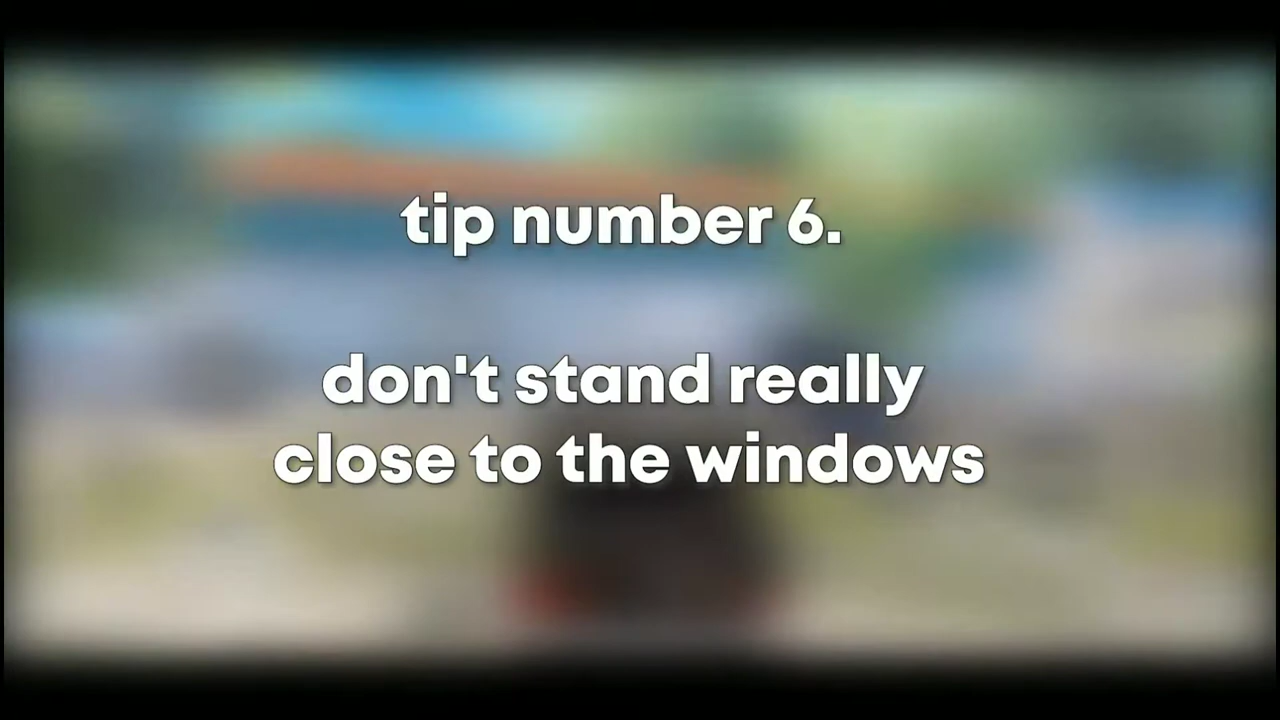 tip number 6.
don't stand really
close to the windows